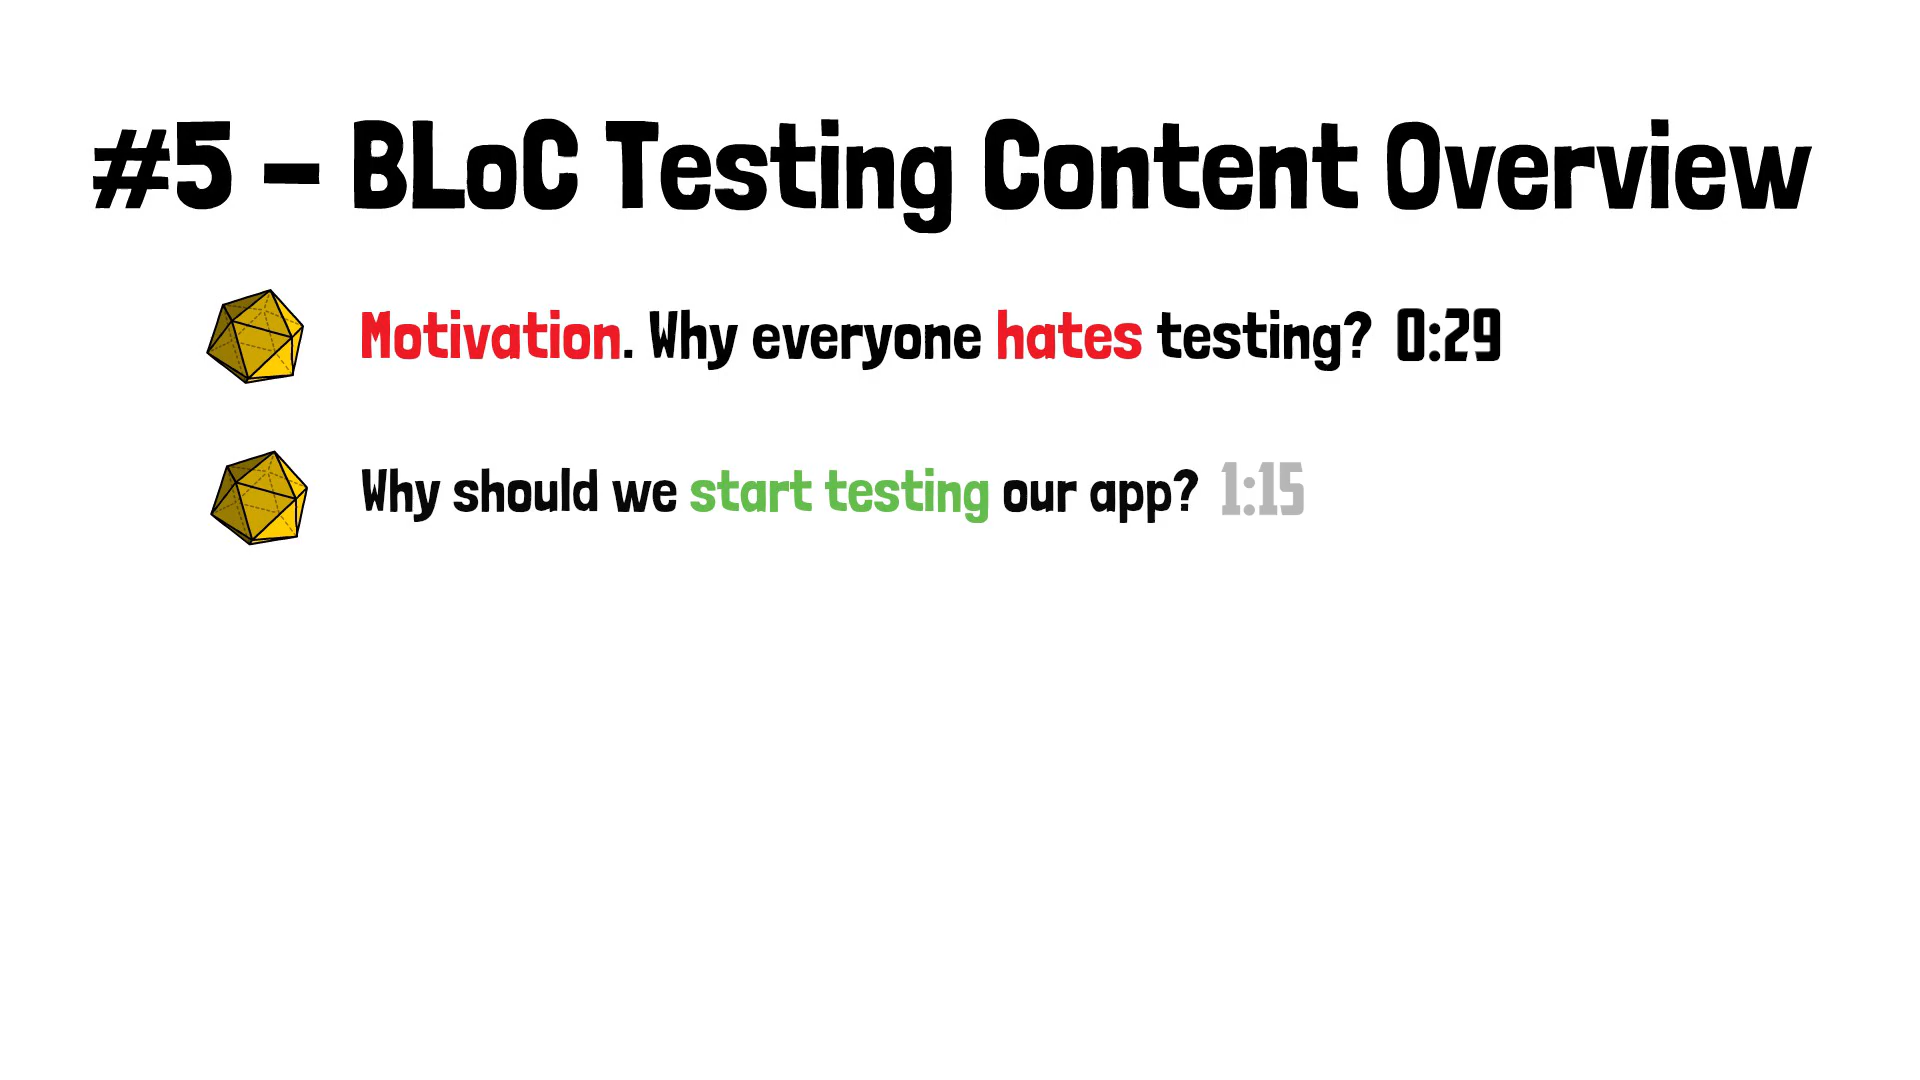 #5 - BLoC Testing Content Overview
Motivation. Why everyone hates testing? 0:29
Why should we start testing our app? 1:15